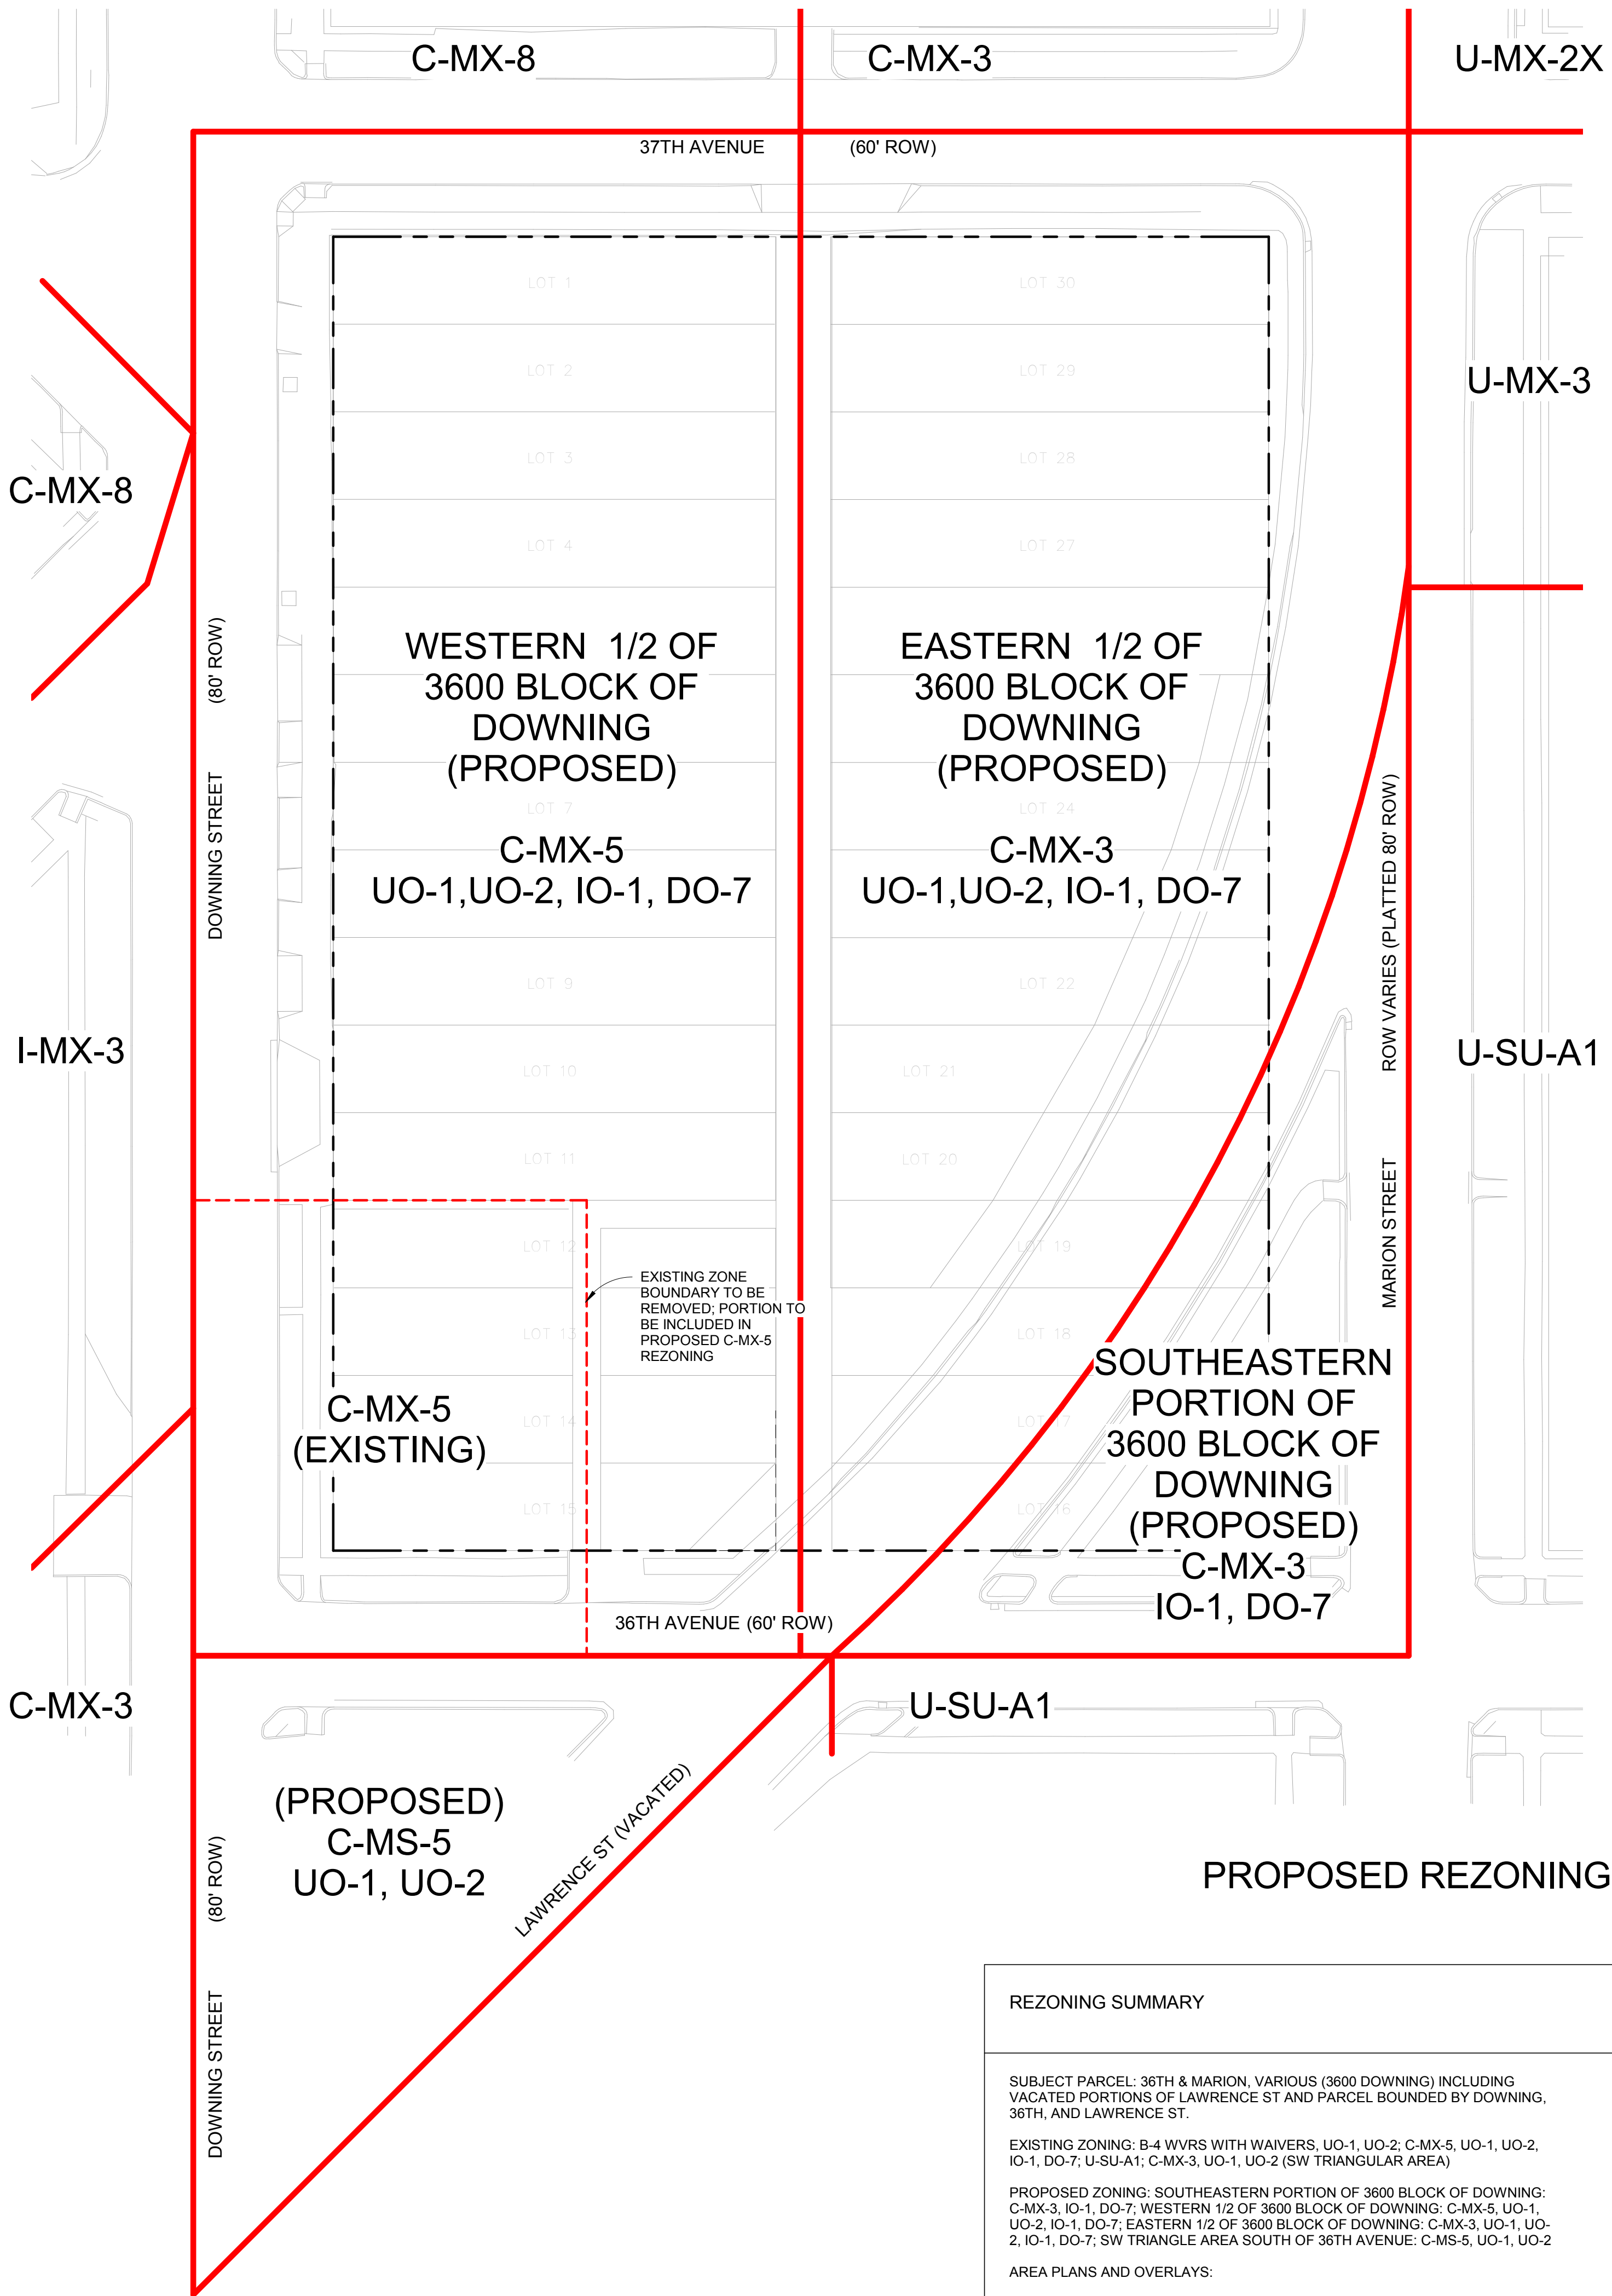 C-MX-8
C-MX-3
U-MX-2X
37TH AVENUE
(60' ROW)
LOT 1
LOT 30
LOT 2
LOT 29
U-MX-3
LOT 3
LOT 28
C-MX-8
LOT 4
LOT 27
DOWNING STREET
(80' ROW)
WESTERN 1/2 OF
3600 BLOCK OF
DOWNING
(PROPOSED)
LOT 7
C-MX-5
UO-1,UO-2, IO-1, DO-7
EASTERN 1/2 OF
3600 BLOCK OF
DOWNING
(PROPOSED)
LOT 24
C-MX-3
UO-1,UO-2, IO-1, DO-7
MARION STREET
ROW VARIES (PLATTED 80' ROW)
LOT 9
LOT 22
I-MX-3
U-SU-A1
LOT 10
LOT 21
LOT 11
LOT 20
LOT 12
LOT 19
EXISTING ZONE
BOUNDARY TO BE
REMOVED; PORTION TO
BE INCLUDED IN
PROPOSED C-MX-5
REZONING
LOT 13
LOT 18
C-MX-5
(EXISTING)
LOT 14
LOT 15
LOT 16
SOUTHEASTERN
PORTION OF
3600 BLOCK OF
DOWNING
(PROPOSED)
C-MX-3
IO-1, DO-7
36TH AVENUE (60' ROW)
C-MX-3
U-SU-A1
(PROPOSED)
C-MS-5
UO-1, UO-2
DOWNING STREET
(80' ROW)
LAWRENCE ST (VACATED)
PROPOSED REZONING
REZONING SUMMARY
SUBJECT PARCEL: 36TH & MARION, VARIOUS (3600 DOWNING) INCLUDING
VACATED PORTIONS OF LAWRENCE ST AND PARCEL BOUNDED BY DOWNING,
36TH, AND LAWRENCE ST.
EXISTING ZONING: B-4 WVRS WITH WAIVERS, UO-1, UO-2; C-MX-5, UO-1, UO-2,
IO-1, DO-7; U-SU-A1; C-MX-3, UO-1, UO-2 (SW TRIANGULAR AREA)
PROPOSED ZONING: SOUTHEASTERN PORTION OF 3600 BLOCK OF DOWNING:
C-MX-3, IO-1, DO-7; WESTERN 1/2 OF 3600 BLOCK OF DOWNING: C-MX-5, UO-1,
UO-2, IO-1, DO-7; EASTERN 1/2 OF 3600 BLOCK OF DOWNING: C-MX-3, UO-1, UO-
2, IO-1, DO-7; SW TRIANGLE AREA SOUTH OF 36TH AVENUE: C-MS-5, UO-1, UO-2
AREA PLANS AND OVERLAYS: